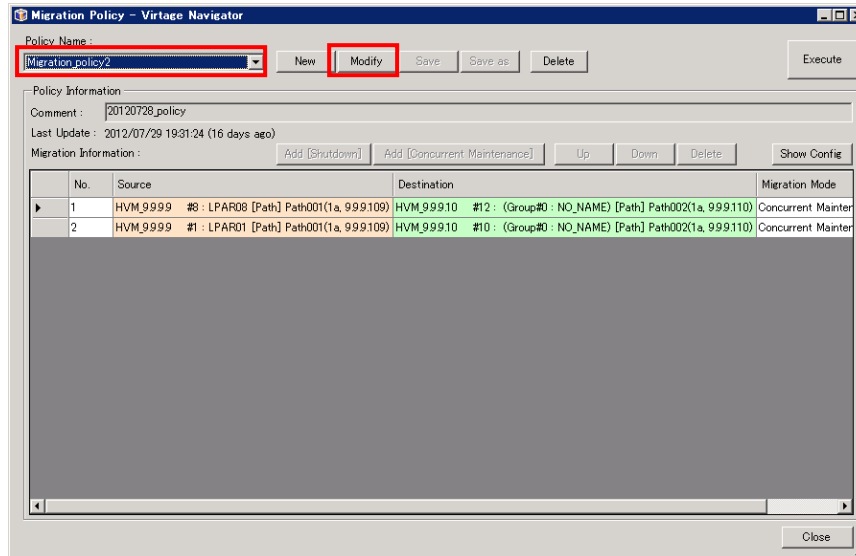 Migration Policy - Virtage Navigator
Policy Name :
Migration_policy2 New Modify Save Save as Delete Execute
Policy Information
Comment : 20120728_policy
Last Update : 2012/07/29 19:31:24 (16 days ago)
Migration Information : Add [Shutdown] Add [Concurrent Maintenance] Up Down Delete Show Config
No. Source Destination Migration Mode
1 HVM_9.9.9.9 #8 : LPAR08 [Path] Path001(1a, 9.9.9.109) HVM_9.9.9.10 #12 : (Group#0 : NO_NAME) [Path] Path002(1a, 9.9.9.110) Concurrent Mainter
2 HVM_9.9.9.9 #1 : LPAR01 [Path] Path001(1a, 9.9.9.109) HVM_9.9.9.10 #10 : (Group#0 : NO_NAME) [Path] Path002(1a, 9.9.9.110) Concurrent Mainter
Close